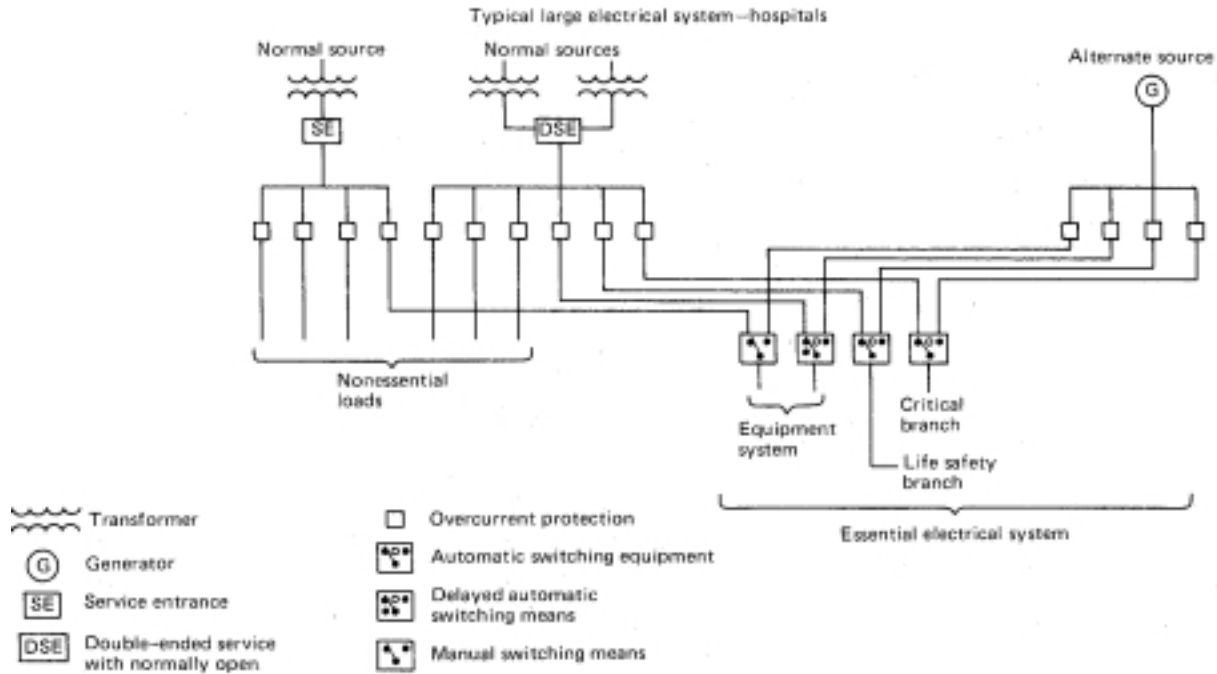 Typical large electrical system—hospitals
Normal source
Normal sources
Alternate source
G
SE
DSE
Nonessential
loads
Equipment
system
Critical
branch
Life safety
branch
Essential electrical system
Transformer
G
Generator
SE
Service entrance
DSE
Double-ended service
with normally open
Overcurrent protection
Automatic switching equipment
Delayed automatic
switching means
Manual switching means